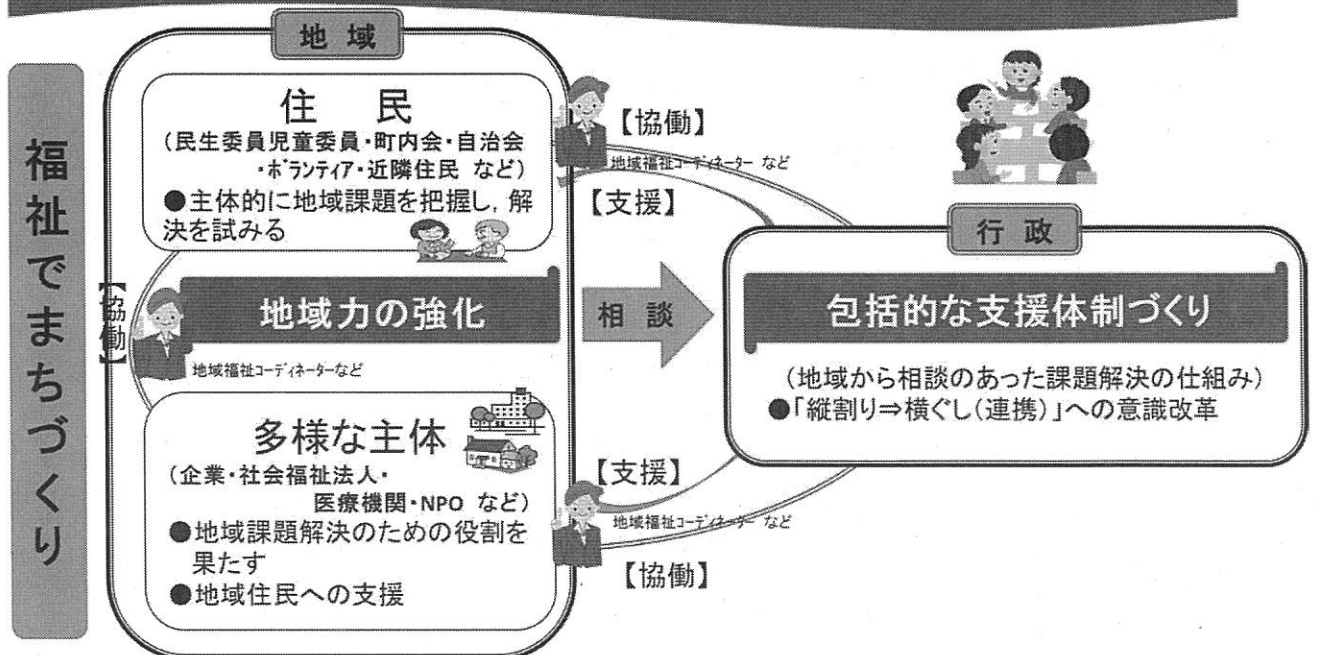 福祉でまちづくり
地域
住民
（民生委員児童委員・町内会・自治会
・ボランティア・近隣住民 など）
●主体的に地域課題を把握し，解
決を試みる
【協働】
地域力の強化
地域福祉コーディネーターなど
多様な主体
（企業・社会福祉法人・
医療機関・NPO など）
●地域課題解決のための役割を
果たす
●地域住民への支援
【協働】
地域福祉コーディネーター など
【支援】
相談
【支援】
地域福祉コーディネーター など
【協働】
行政
包括的な支援体制づくり
（地域から相談のあった課題解決の仕組み）
●「縦割り⇒横ぐし（連携）」への意識改革